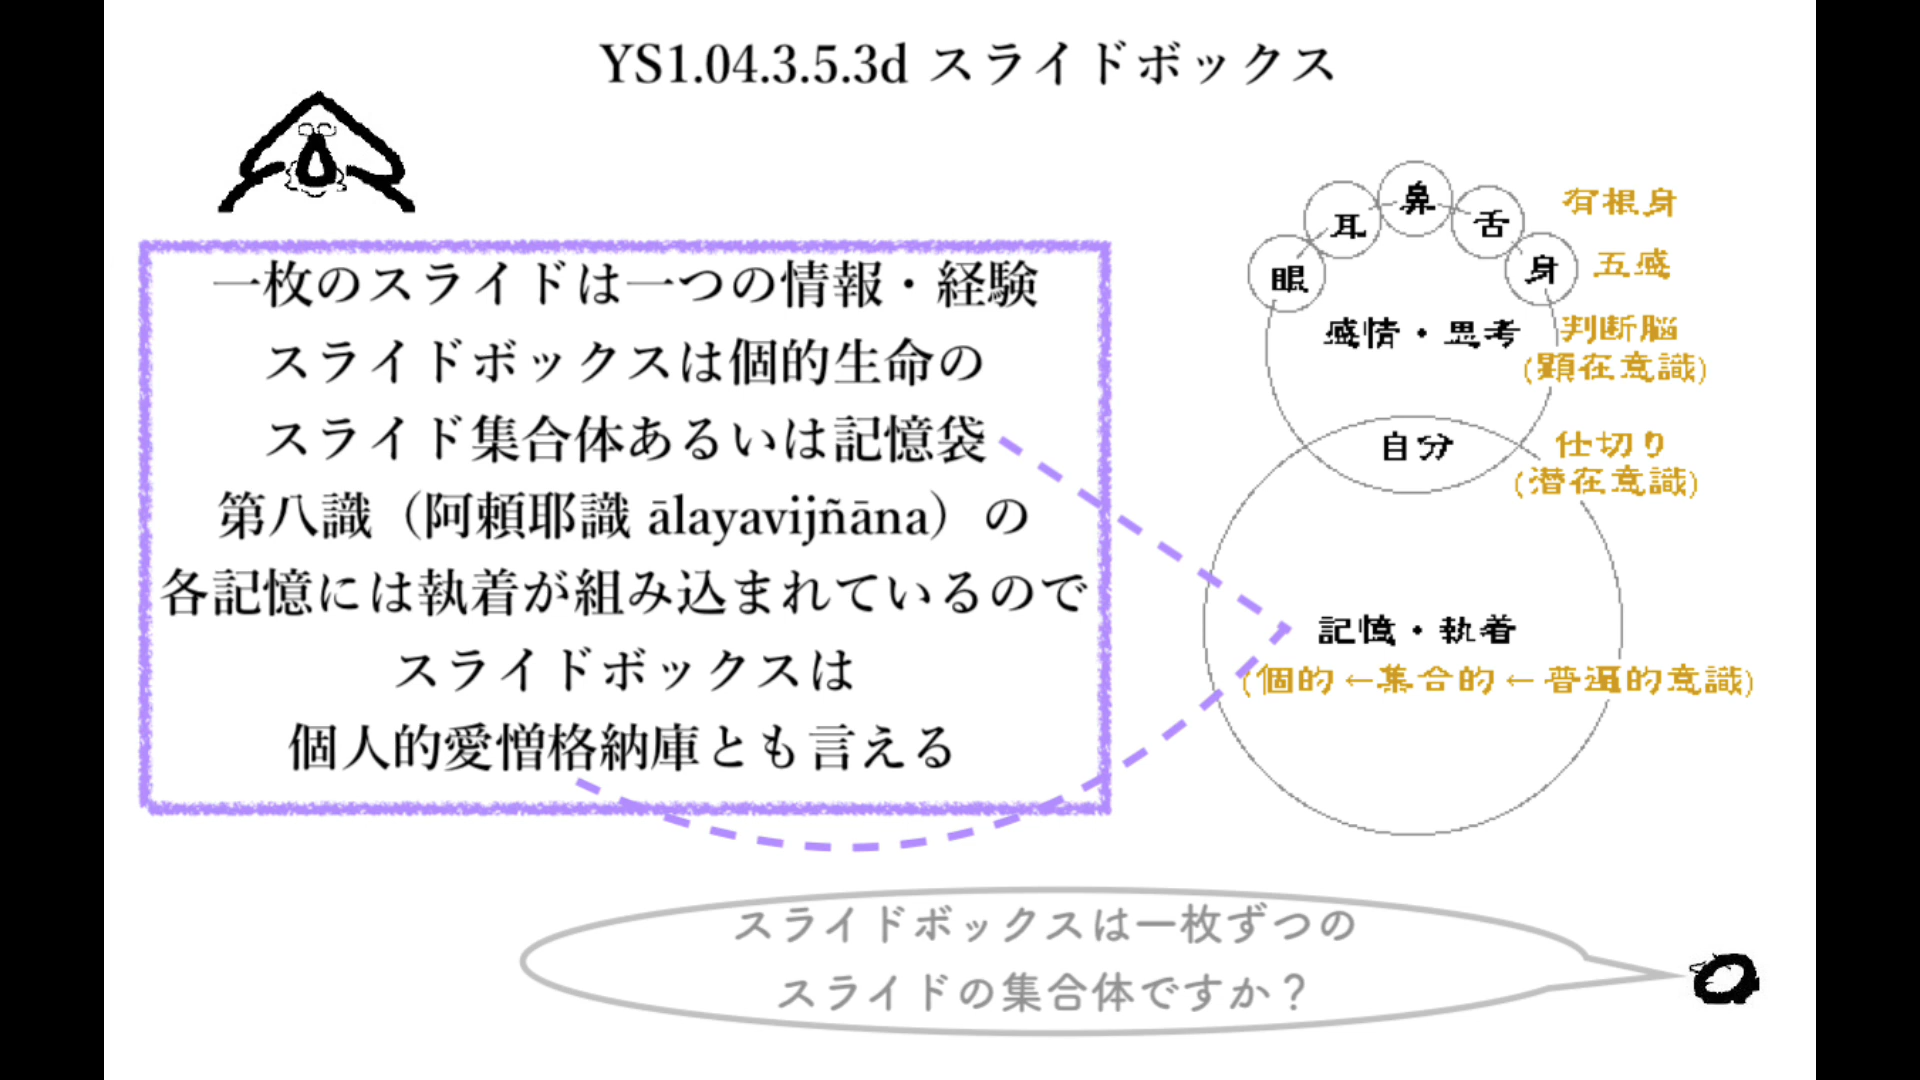 YS1.04.3.5.3d スライドボックス
一枚のスライドは一つの情報・経験
スライドボックスは個的生命の
スライド集合体あるいは記憶袋
第八識（阿頼耶識 ālayavijñāna）の
各記憶には執着が組み込まれているので
スライドボックスは
個人的愛憎格納庫とも言える
眼
耳
鼻
舌
身
有根身
五感
感情・思考
判断脳
(顕在意識)
自分
仕切り
(潜在意識)
記憶・執着
(個的←集合的←普遍的意識)
スライドボックスは一枚ずつの
スライドの集合体ですか？